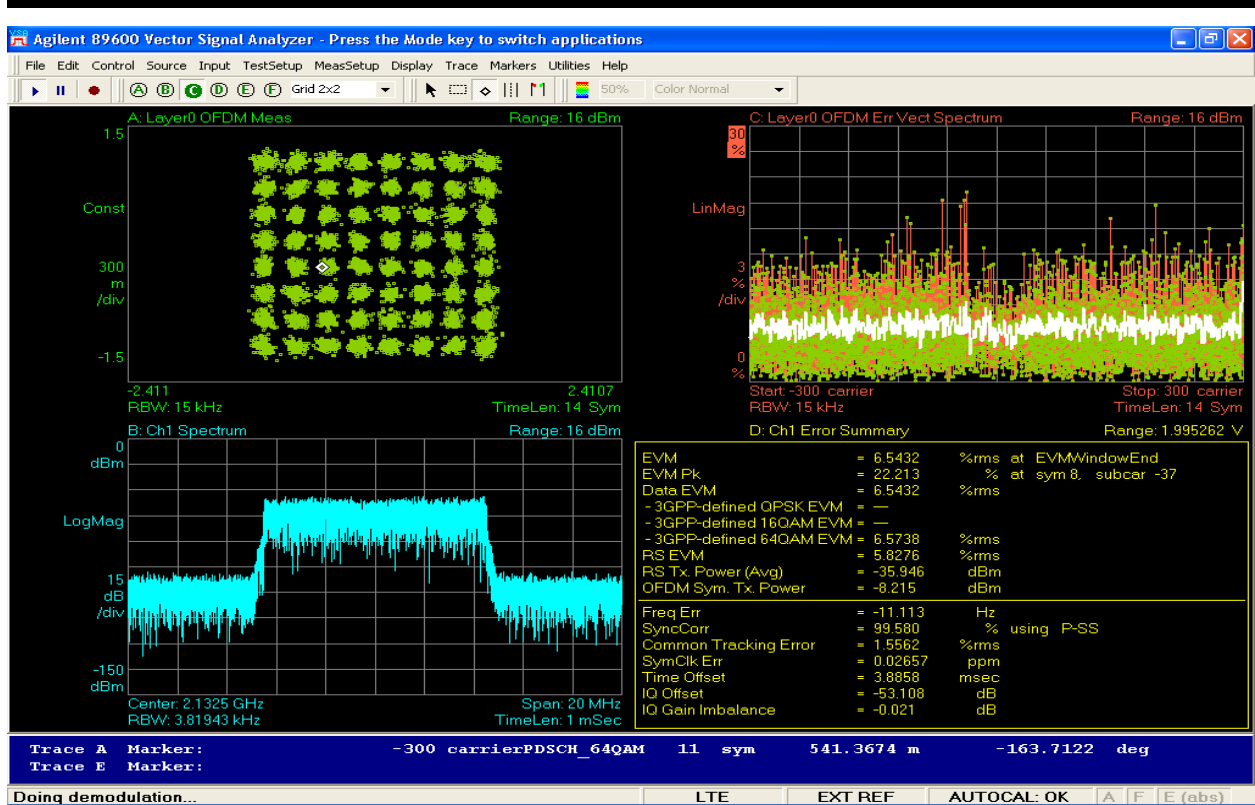 Agilent 89600 Vector Signal Analyzer - Press the Mode key to switch applications
File Edit Control Source Input TestSetup MeasSetup Display Trace Markers Utilities Help
A B C D E F Grid 2x2 50% Color Normal
A: Layer0 OFDM Meas Range: 16 dBm
1.5
Const
300
m
/div
-1.5
-2.411 2.4107
RBW: 15 kHz TimeLen: 14 Sym
C: Layer0 OFDM Err Vect Spectrum Range: 16 dBm
30
%
LinMag
3
%
/div
0
%
Start: -300 carrier Stop: 300 carrier
RBW: 15 kHz TimeLen: 14 Sym
B: Ch1 Spectrum Range: 16 dBm
0
dBm
LogMag
15
dB
/div
-150
dBm
Center: 2.1325 GHz Span: 20 MHz
RBW: 3.81943 kHz TimeLen: 1 mSec
D: Ch1 Error Summary Range: 1.995262 V
EVM = 6.5432 %rms at EVMWindowEnd
EVM Pk = 22.213 % at sym 8, subcar -37
Data EVM = 6.5432 %rms
- 3GPP-defined QPSK EVM = —
- 3GPP-defined 16QAM EVM = —
- 3GPP-defined 64QAM EVM = 6.5738 %rms
RS EVM = 5.8276 %rms
RS Tx. Power (Avg) = -35.946 dBm
OFDM Sym. Tx. Power = -8.215 dBm
Freq Err = -11.113 Hz
SyncCorr = 99.580 % using P-SS
Common Tracking Error = 1.5562 %rms
SymClk Err = 0.02657 ppm
Time Offset = 3.8858 msec
IQ Offset = -53.108 dB
IQ Gain Imbalance = -0.021 dB
Trace A Marker: -300 carrierPDSCH_64QAM 11 sym 541.3674 m -163.7122 deg
Trace E Marker:
Doing demodulation... LTE EXT REF AUTOCAL: OK A F E (abs)